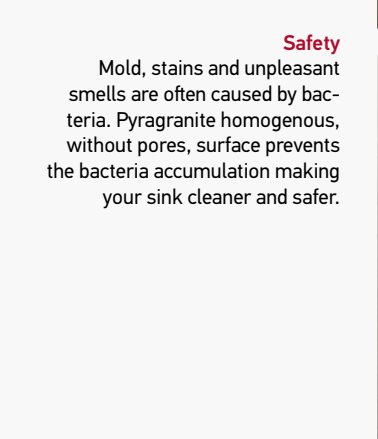 Safety
Mold, stains and unpleasant
smells are often caused by bac-
teria. Pyragranite homogenous,
without pores, surface prevents
the bacteria accumulation making
your sink cleaner and safer.